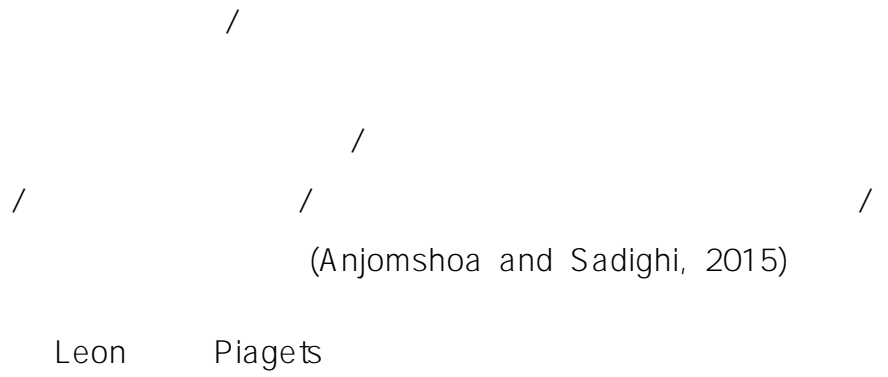 /
/
/ / /
(Anjomshoa and Sadighi, 2015)
Leon Piagets